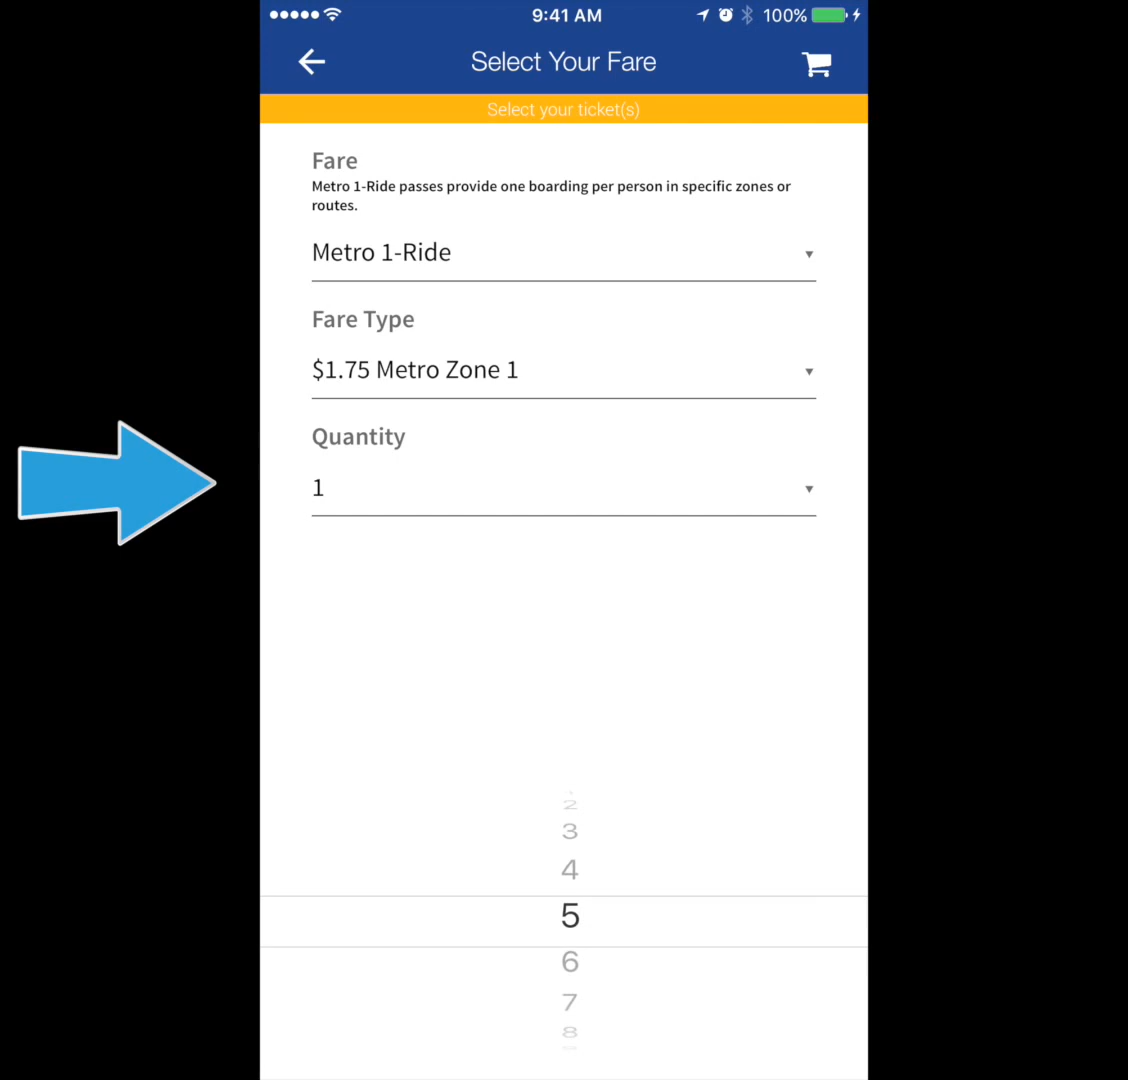 9:41 AM
100%
Select Your Fare
Select your ticket(s)
Fare
Metro 1-Ride passes provide one boarding per person in specific zones or
routes.
Metro 1-Ride
Fare Type
$1.75 Metro Zone 1
Quantity
1
2
3
4
5
6
7
8